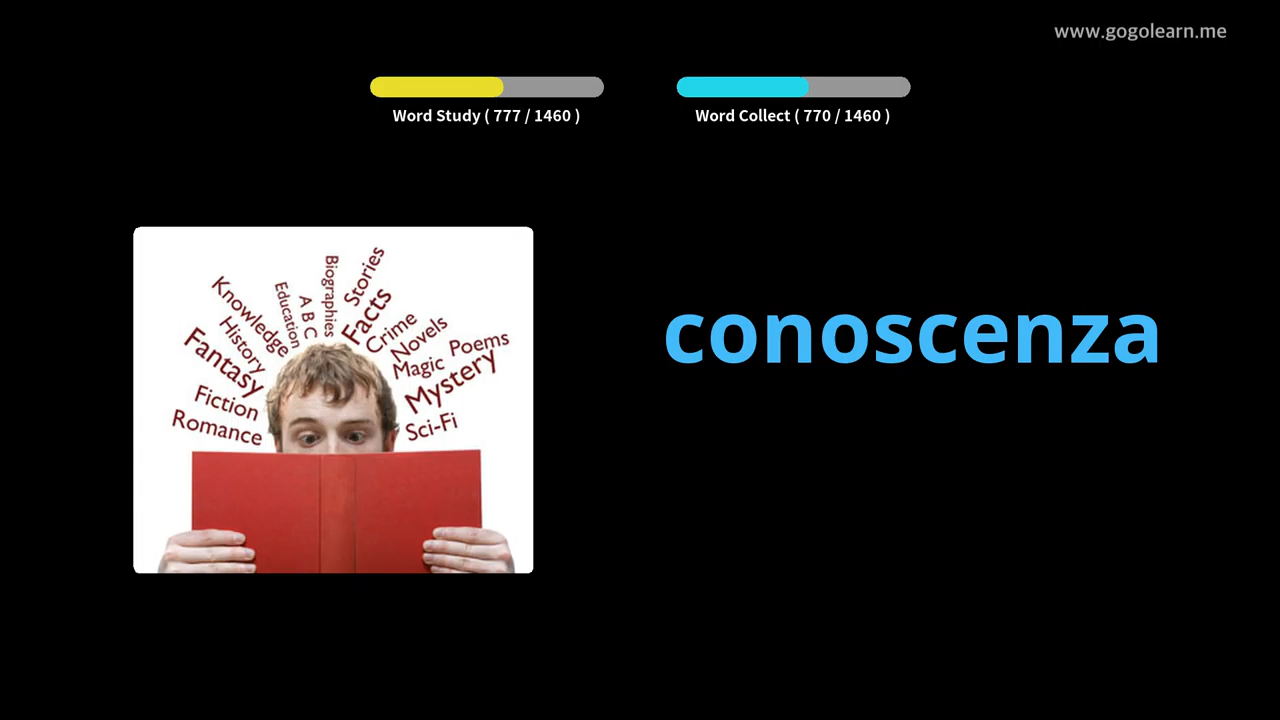 www.gogolearn.me
Word Study ( 777 / 1460 )
Word Collect ( 770 / 1460 )
Knowledge
History
Fantasy
Fiction
Romance
Education
A B C
Biographies
Stories
Facts
Crime
Novels
Magic
Poems
Mystery
Sci-Fi
conoscenza